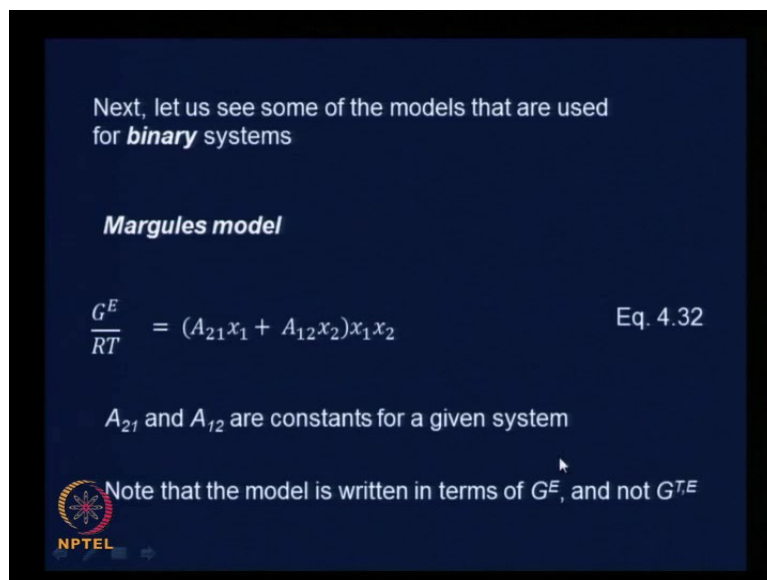 Next, let us see some of the models that are used
for binary systems
Margules model
G^E/RT = (A₂₁x₁ + A₁₂x₂)x₁x₂ Eq. 4.32
A₂₁ and A₁₂ are constants for a given system
Note that the model is written in terms of G^E, and not G^T,E
NPTEL